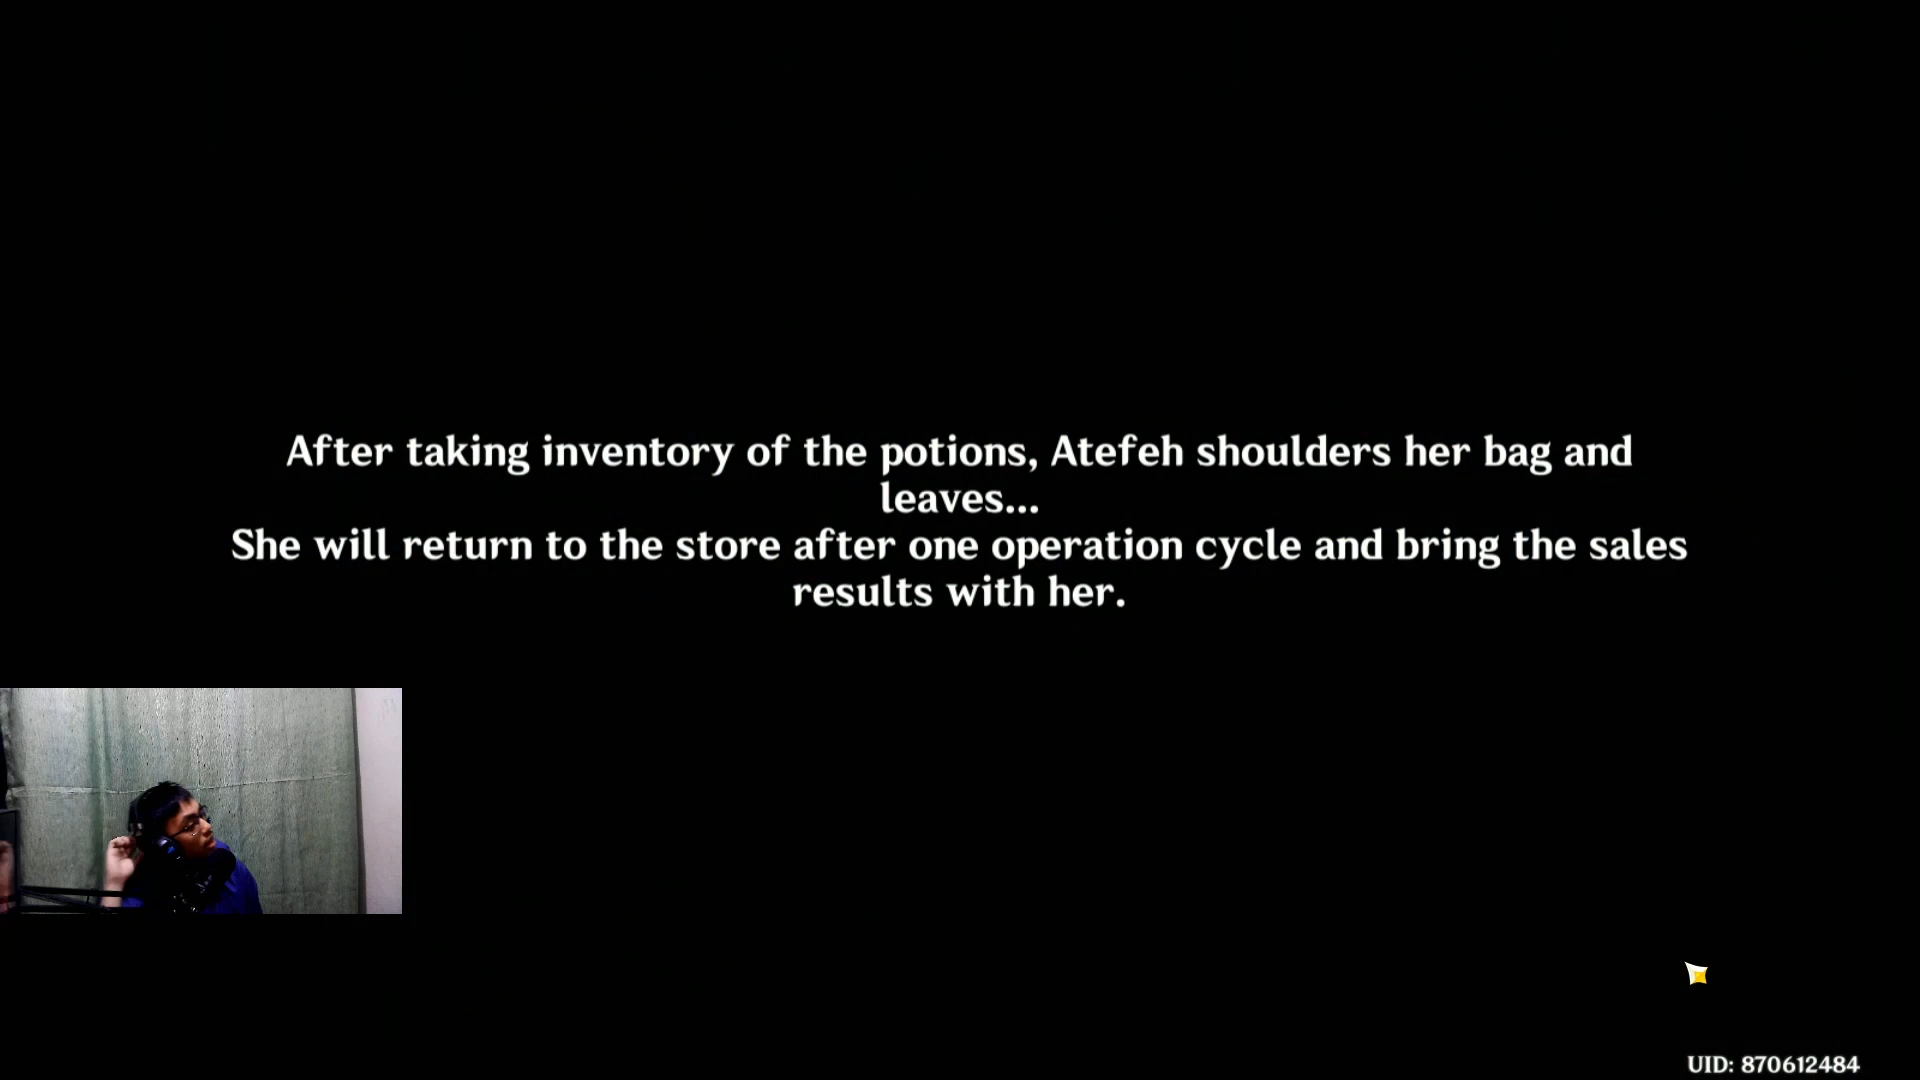 After taking inventory of the potions, Atefeh shoulders her bag and
leaves...
She will return to the store after one operation cycle and bring the sales
results with her.
UID: 870612484